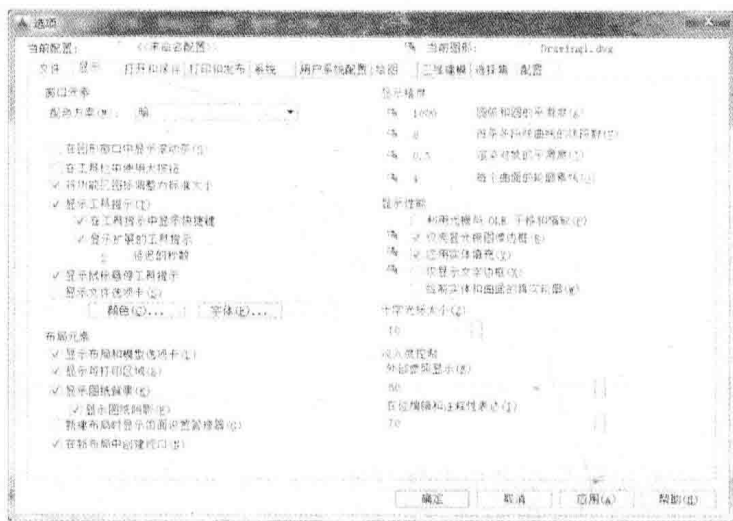 选项
当前配置: <<未命名配置>> 当前图形: Drawing1.dwg
文件 显示 打开和保存 打印和发布 系统 用户系统配置 绘图 三维建模 选择集 配置
窗口元素
配色方案(M): 暗
在图形窗口中显示滚动条(S)
在工具栏中使用大按钮
将功能区图标调整为标准大小
显示工具提示(T)
在工具提示中显示快捷键
显示扩展的工具提示
2 延迟的秒数
显示鼠标悬停工具提示
显示文件选项卡(S)
颜色(C)... 字体(F)...
布局元素
显示布局和模型选项卡(L)
显示可打印区域(B)
显示图纸背景(K)
显示图纸阴影(E)
新建布局时显示页面设置管理器(G)
在新布局中创建视口(N)
显示精度
1000 圆弧和圆的平滑度(A)
8 每条多段线曲线的线段数(V)
0.5 渲染对象的平滑度(J)
4 每个曲面的轮廓素线(O)
显示性能
利用光栅与 OLE 平移和缩放(P)
仅亮显光栅图像边框(R)
应用实体填充(Y)
仅显示文字边框(X)
绘制实体和曲面的真实轮廓(W)
十字光标大小(Z)
10
淡入度控制
外部参照显示(E)
50
在位编辑和注释性表达(I)
70
确定 取消 应用(A) 帮助(H)